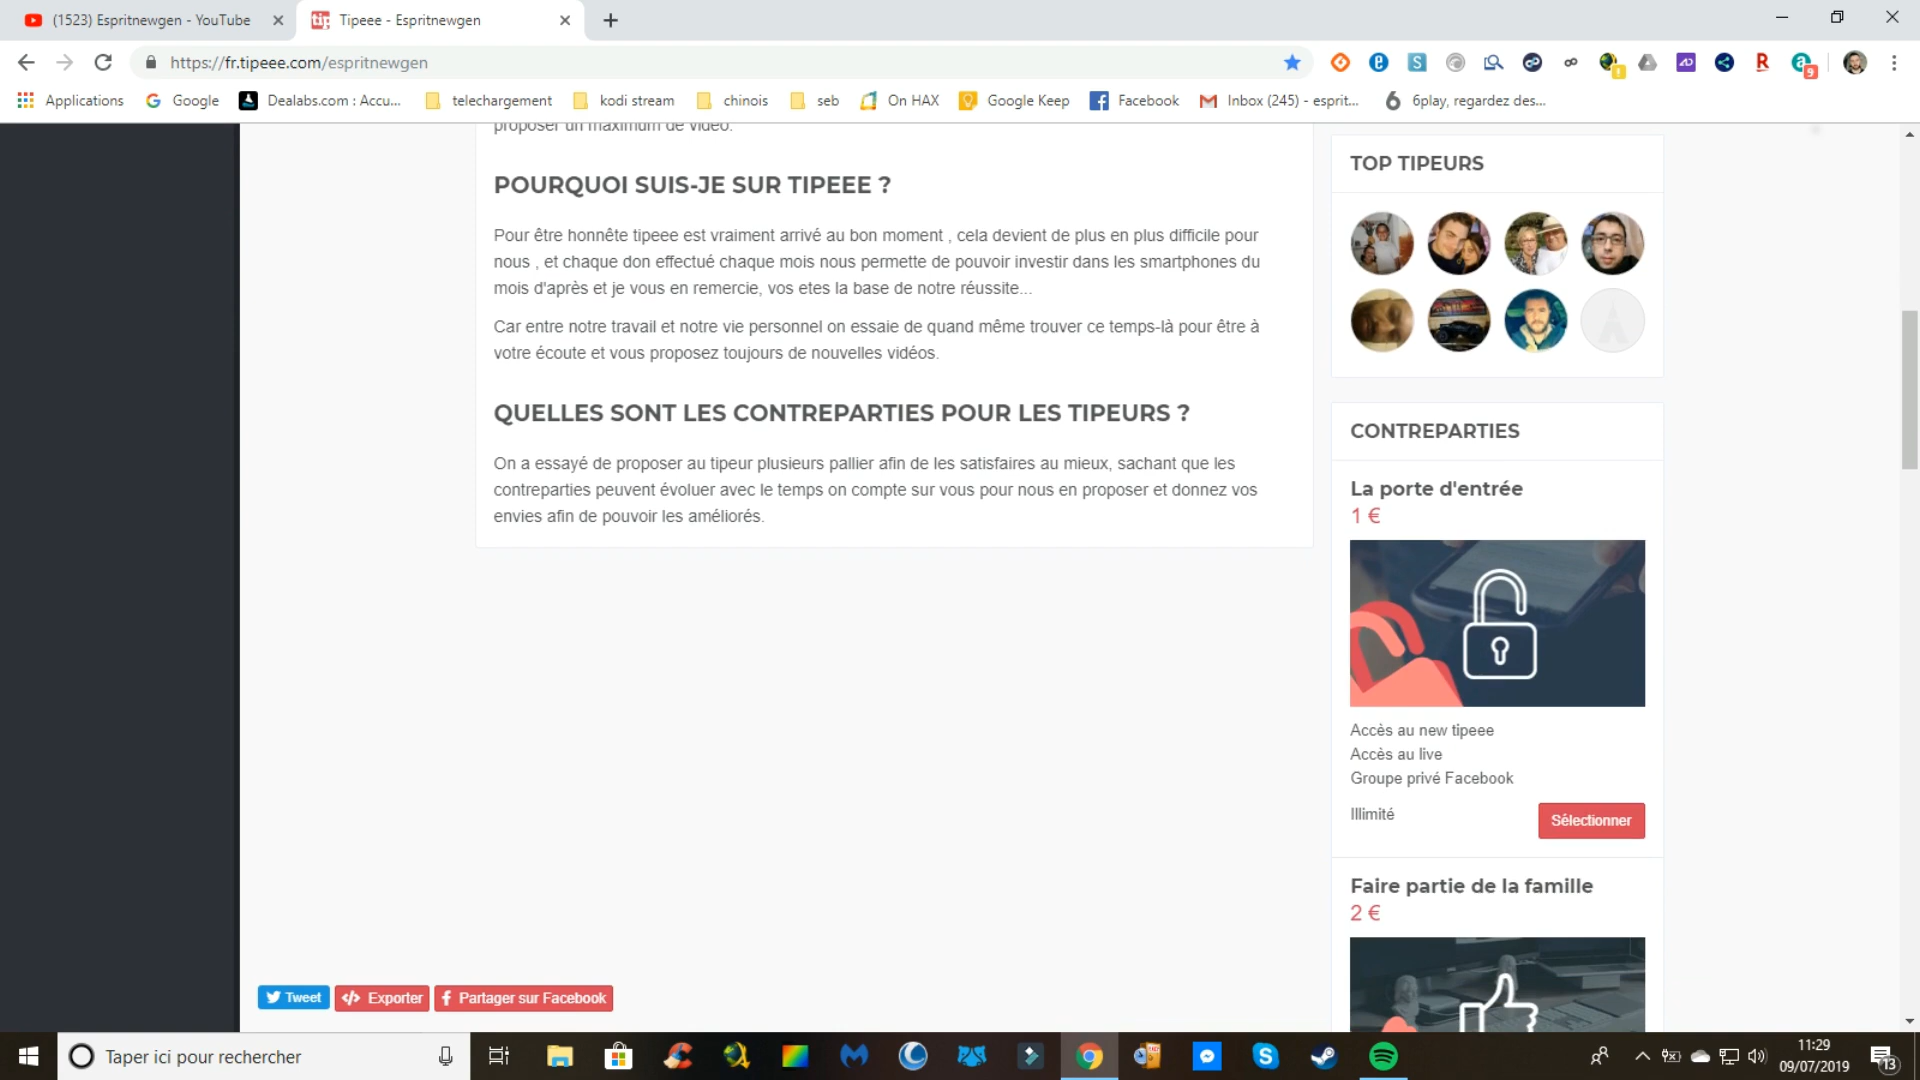 (1523) Espritnewgen - YouTube
Tipeee - Espritnewgen
https://fr.tipeee.com/espritnewgen
Applications
Google
Dealabs.com : Accu...
telechargement
kodi stream
chinois
seb
On HAX
Google Keep
Facebook
Inbox (245) - esprit...
6play, regardez des...
proposer un maximum de vidéo.
POURQUOI SUIS-JE SUR TIPEEE ?
Pour être honnête tipeee est vraiment arrivé au bon moment , cela devient de plus en plus difficile pour
nous , et chaque don effectué chaque mois nous permette de pouvoir investir dans les smartphones du
mois d'après et je vous en remercie, vos etes la base de notre réussite...
Car entre notre travail et notre vie personnel on essaie de quand même trouver ce temps-là pour être à
votre écoute et vous proposez toujours de nouvelles vidéos.
QUELLES SONT LES CONTREPARTIES POUR LES TIPEURS ?
On a essayé de proposer au tipeur plusieurs pallier afin de les satisfaires au mieux, sachant que les
contreparties peuvent évoluer avec le temps on compte sur vous pour nous en proposer et donnez vos
envies afin de pouvoir les améliorés.
TOP TIPEURS
CONTREPARTIES
La porte d'entrée
1 €
Accès au new tipeee
Accès au live
Groupe privé Facebook
Illimité
Sélectionner
Faire partie de la famille
2 €
Tweet
Exporter
Partager sur Facebook
Taper ici pour rechercher
11:29
09/07/2019
13